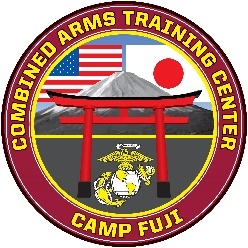 COMBINED ARMS TRAINING CENTER
CAMP FUJI